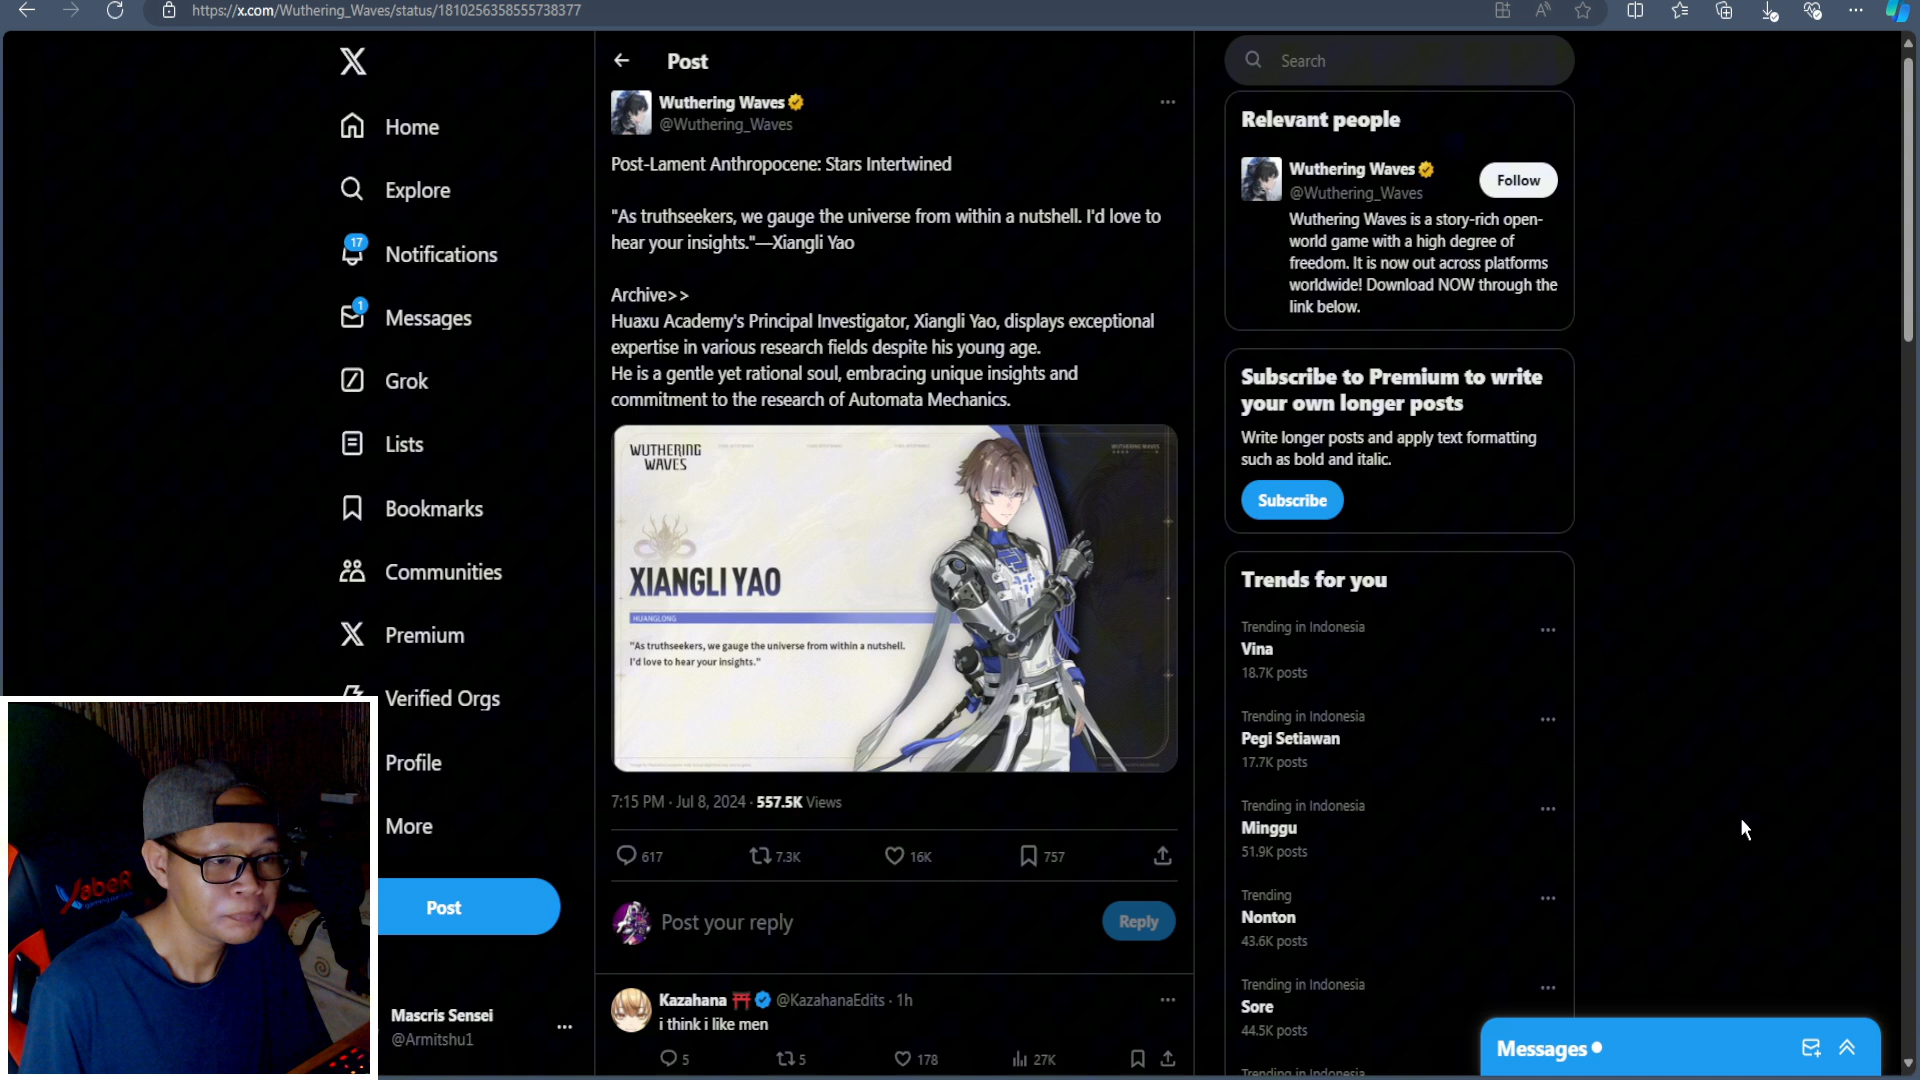 https://x.com/Wuthering_Waves/status/1810256358555738377
Home
Explore
17
Notifications
1
Messages
Grok
Lists
Bookmarks
Communities
Premium
Verified Orgs
Profile
More
Post
Mascris Sensei
@Armitshu1
Post
Wuthering Waves
@Wuthering_Waves
Post-Lament Anthropocene: Stars Intertwined
"As truthseekers, we gauge the universe from within a nutshell. I'd love to
hear your insights."—Xiangli Yao
Archive>>
Huaxu Academy's Principal Investigator, Xiangli Yao, displays exceptional
expertise in various research fields despite his young age.
He is a gentle yet rational soul, embracing unique insights and
commitment to the research of Automata Mechanics.
WUTHERING
WAVES
WUTHERING WAVES
XIANGLI YAO
HUANGLONG
"As truthseekers, we gauge the universe from within a nutshell.
I'd love to hear your insights."
7:15 PM · Jul 8, 2024 · 557.5K Views
617
7.3K
16K
757
Post your reply
Reply
Kazahana ⛩️ @KazahanaEdits · 1h
i think i like men
5
5
178
27K
Search
Relevant people
Wuthering Waves
@Wuthering_Waves
Follow
Wuthering Waves is a story-rich open-
world game with a high degree of
freedom. It is now out across platforms
worldwide! Download NOW through the
link below.
Subscribe to Premium to write
your own longer posts
Write longer posts and apply text formatting
such as bold and italic.
Subscribe
Trends for you
Trending in Indonesia
Vina
18.7K posts
Trending in Indonesia
Pegi Setiawan
17.7K posts
Trending in Indonesia
Minggu
51.9K posts
Trending
Nonton
43.6K posts
Trending in Indonesia
Sore
44.5K posts
Trending in Indonesia
Messages